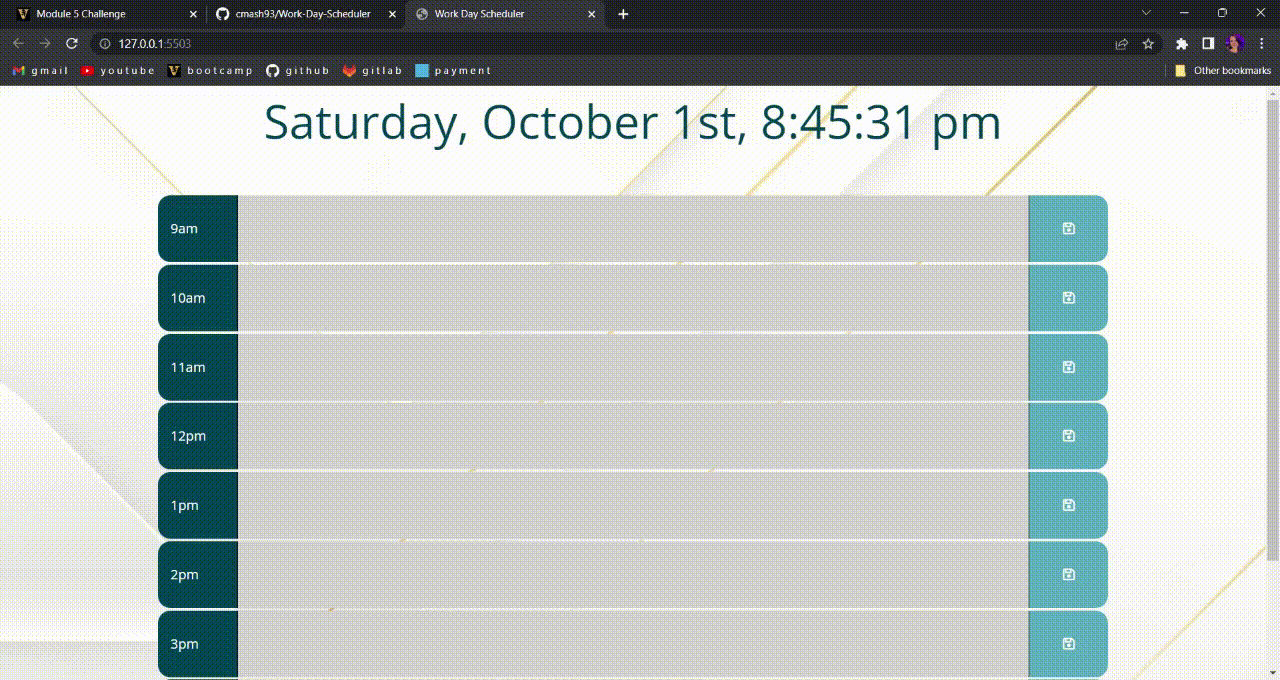 Module 5 Challenge
cmash93/Work-Day-Scheduler
Work Day Scheduler
127.0.0.1:5503
gmail
youtube
bootcamp
github
gitlab
payment
Other bookmarks
Saturday, October 1st, 8:45:31 pm
9am
10am
11am
12pm
1pm
2pm
3pm